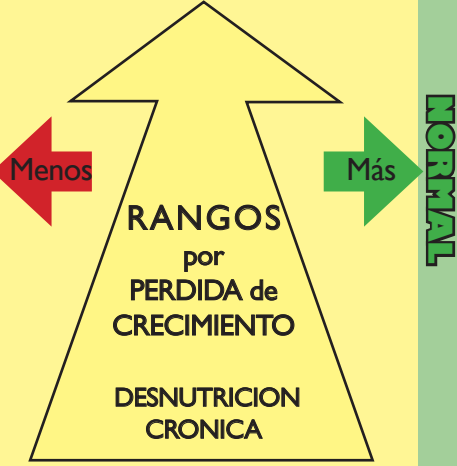 Menos
Más
NORMAL
RANGOS
por
PERDIDA de
CRECIMIENTO
DESNUTRICION
CRONICA